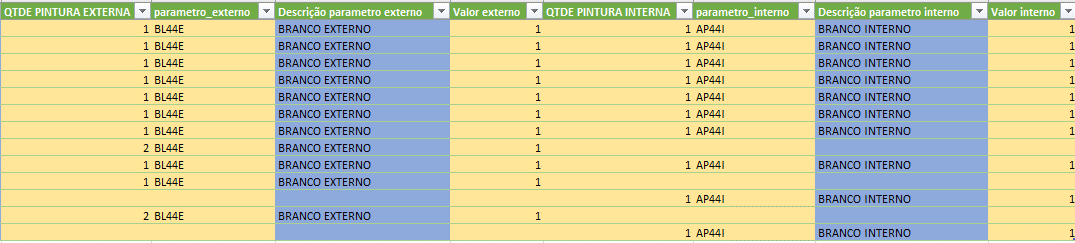 QTDE PINTURA EXTERNA parametro_externo Descrição parametro externo Valor externo QTDE PINTURA INTERNA parametro_interno Descrição parametro interno Valor interno
1 BL44E BRANCO EXTERNO 1 1 AP44I BRANCO INTERNO 1
1 BL44E BRANCO EXTERNO 1 1 AP44I BRANCO INTERNO 1
1 BL44E BRANCO EXTERNO 1 1 AP44I BRANCO INTERNO 1
1 BL44E BRANCO EXTERNO 1 1 AP44I BRANCO INTERNO 1
1 BL44E BRANCO EXTERNO 1 1 AP44I BRANCO INTERNO 1
1 BL44E BRANCO EXTERNO 1 1 AP44I BRANCO INTERNO 1
1 BL44E BRANCO EXTERNO 1 1 AP44I BRANCO INTERNO 1
2 BL44E BRANCO EXTERNO 1
1 BL44E BRANCO EXTERNO 1 1 AP44I BRANCO INTERNO 1
1 BL44E BRANCO EXTERNO 1
1 AP44I BRANCO INTERNO 1
2 BL44E BRANCO EXTERNO 1
1 AP44I BRANCO INTERNO 1